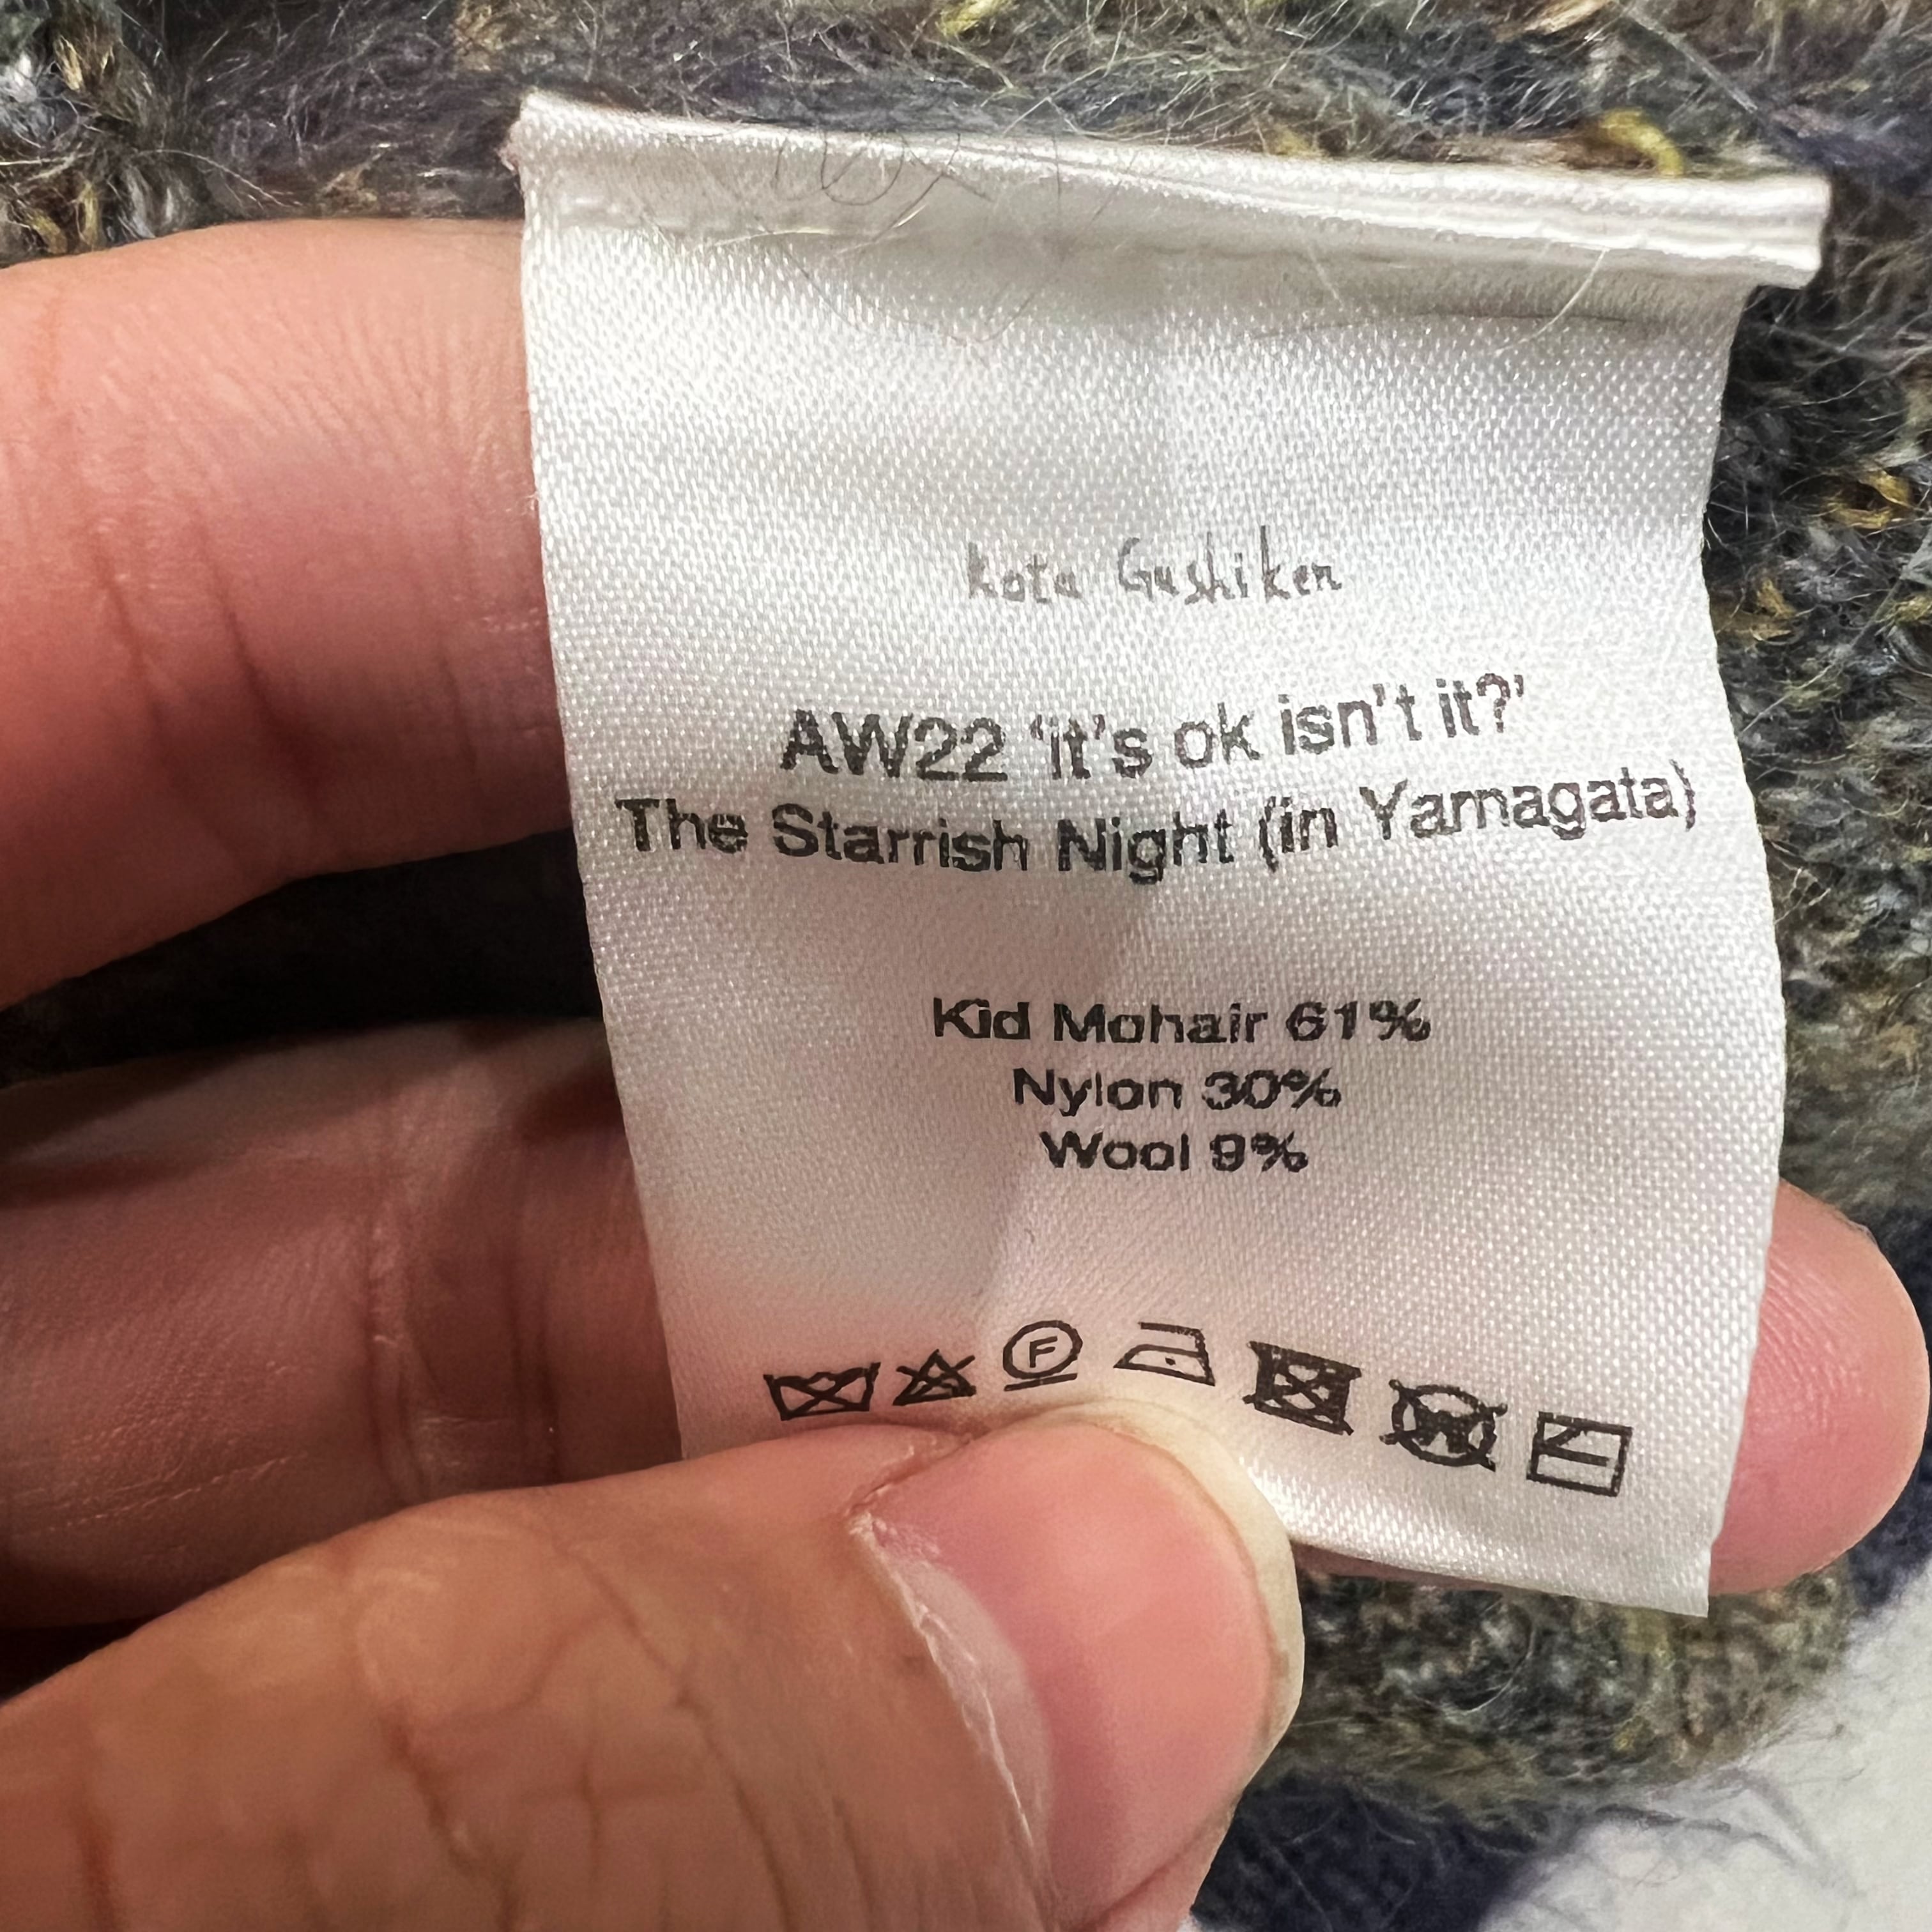 Kota Gushiken
AW22 ‘it’s ok isn’t it?’
The Starrish Night (in Yamagata)
Kid Mohair 61%
Nylon 30%
Wool 9%
F
W